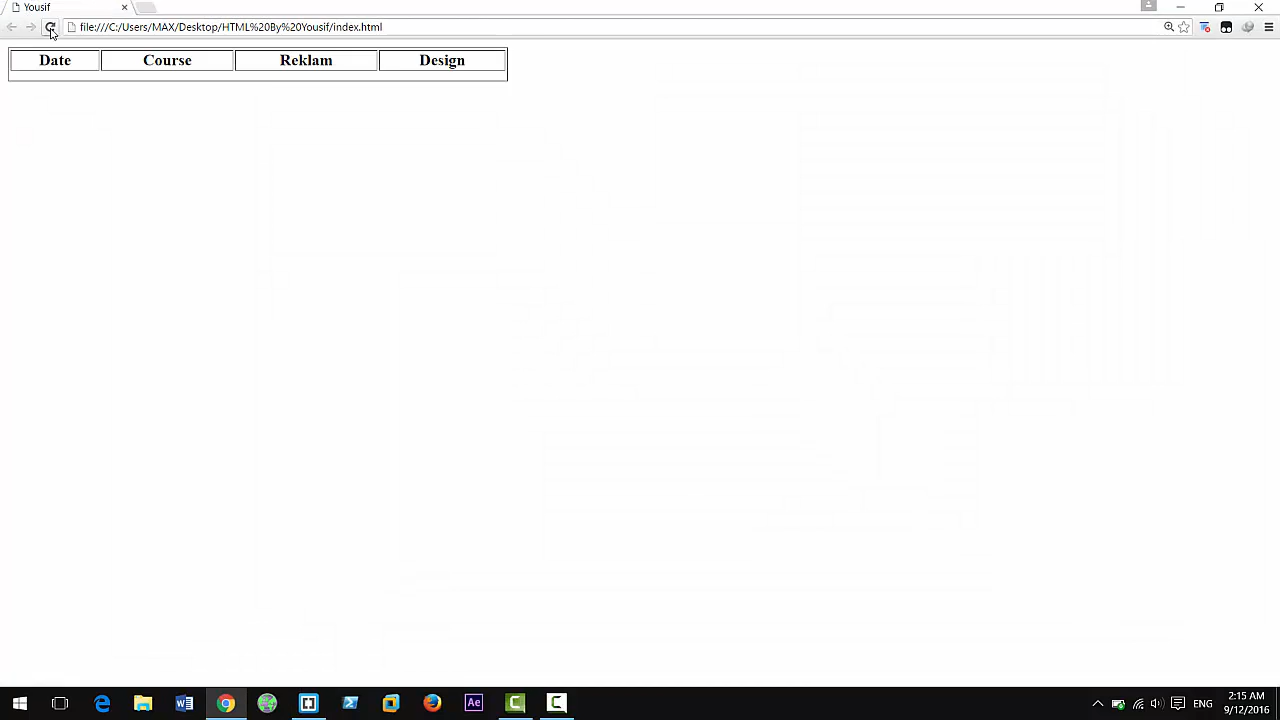 Yousif
file:///C:/Users/MAX/Desktop/HTML%20By%20Yousif/index.html
Date Course Reklam Design
Ae
ENG
2:15 AM
9/12/2016